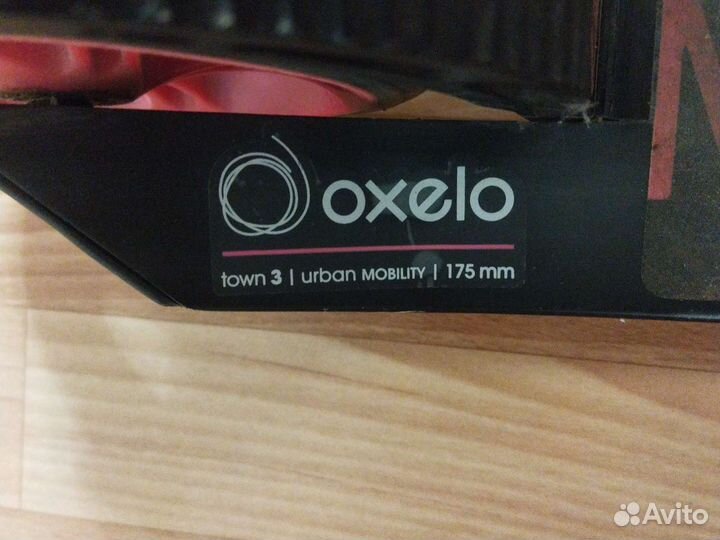 oxelo
town 3 | urban MOBILITY | 175 mm
N
Avito